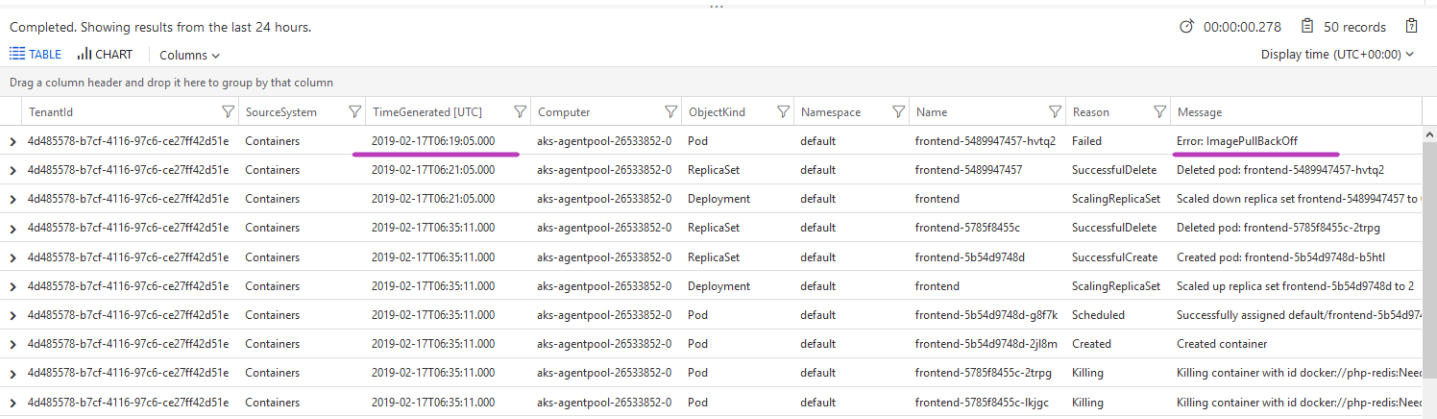 Completed. Showing results from the last 24 hours. 00:00:00.278 50 records
TABLE CHART Columns Display time (UTC+00:00)
Drag a column header and drop it here to group by that column
TenantId SourceSystem TimeGenerated [UTC] Computer ObjectKind Namespace Name Reason Message
4d485578-b7cf-4116-97c6-ce27ff42d51e Containers 2019-02-17T06:19:05.000 aks-agentpool-26533852-0 Pod default frontend-5489947457-hvtq2 Failed Error: ImagePullBackOff
4d485578-b7cf-4116-97c6-ce27ff42d51e Containers 2019-02-17T06:21:05.000 aks-agentpool-26533852-0 ReplicaSet default frontend-5489947457 SuccessfulDelete Deleted pod: frontend-5489947457-hvtq2
4d485578-b7cf-4116-97c6-ce27ff42d51e Containers 2019-02-17T06:21:05.000 aks-agentpool-26533852-0 Deployment default frontend ScalingReplicaSet Scaled down replica set frontend-5489947457 to
4d485578-b7cf-4116-97c6-ce27ff42d51e Containers 2019-02-17T06:35:11.000 aks-agentpool-26533852-0 ReplicaSet default frontend-5785f8455c SuccessfulDelete Deleted pod: frontend-5785f8455c-2trpg
4d485578-b7cf-4116-97c6-ce27ff42d51e Containers 2019-02-17T06:35:11.000 aks-agentpool-26533852-0 ReplicaSet default frontend-5b54d9748d SuccessfulCreate Created pod: frontend-5b54d9748d-b5htl
4d485578-b7cf-4116-97c6-ce27ff42d51e Containers 2019-02-17T06:35:11.000 aks-agentpool-26533852-0 Deployment default frontend ScalingReplicaSet Scaled up replica set frontend-5b54d9748d to 2
4d485578-b7cf-4116-97c6-ce27ff42d51e Containers 2019-02-17T06:35:11.000 aks-agentpool-26533852-0 Pod default frontend-5b54d9748d-g8f7k Scheduled Successfully assigned default/frontend-5b54d97
4d485578-b7cf-4116-97c6-ce27ff42d51e Containers 2019-02-17T06:35:11.000 aks-agentpool-26533852-0 Pod default frontend-5b54d9748d-2jl8m Created Created container
4d485578-b7cf-4116-97c6-ce27ff42d51e Containers 2019-02-17T06:35:11.000 aks-agentpool-26533852-0 Pod default frontend-5785f8455c-2trpg Killing Killing container with id docker://php-redis:Need
4d485578-b7cf-4116-97c6-ce27ff42d51e Containers 2019-02-17T06:35:11.000 aks-agentpool-26533852-0 Pod default frontend-5785f8455c-lkjgc Killing Killing container with id docker://php-redis:Need